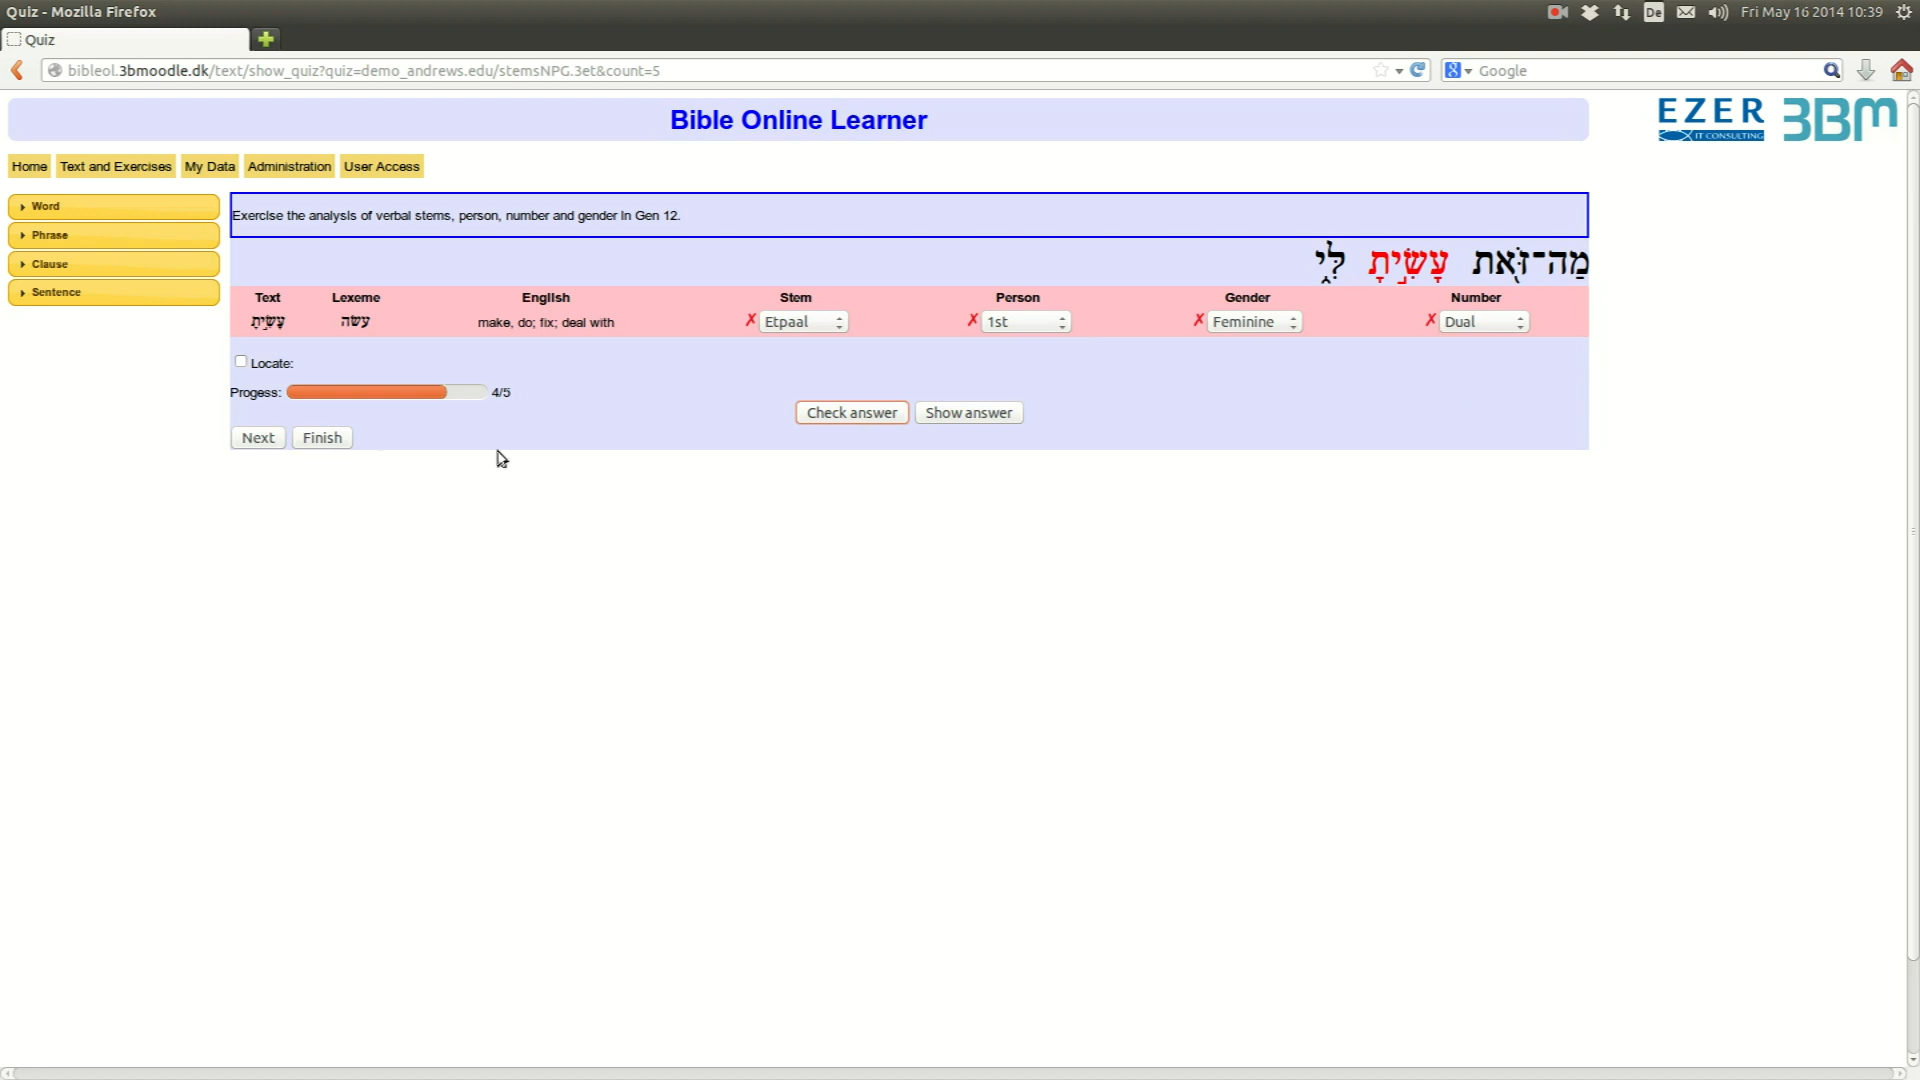 Quiz - Mozilla Firefox
De
Fri May 16 2014 10:39
Quiz
bibleol.3bmoodle.dk/text/show_quiz?quiz=demo_andrews.edu/stemsNPG.3et&count=5
Google
Bible Online Learner
EZER
IT CONSULTING
3Bm
Home Text and Exercises My Data Administration User Access
Word
Phrase
Clause
Sentence
Exercise the analysis of verbal stems, person, number and gender in Gen 12.
מַה־זֹּ֖את עָשִׂ֣יתָ לִּ֑י
Text Lexeme English Stem Person Gender Number
עָשִׂ֣יתָ עשׂה make, do; fix; deal with ✗ Etpaal ✗ 1st ✗ Feminine ✗ Dual
Locate:
Progess: 4/5
Check answer Show answer
Next Finish